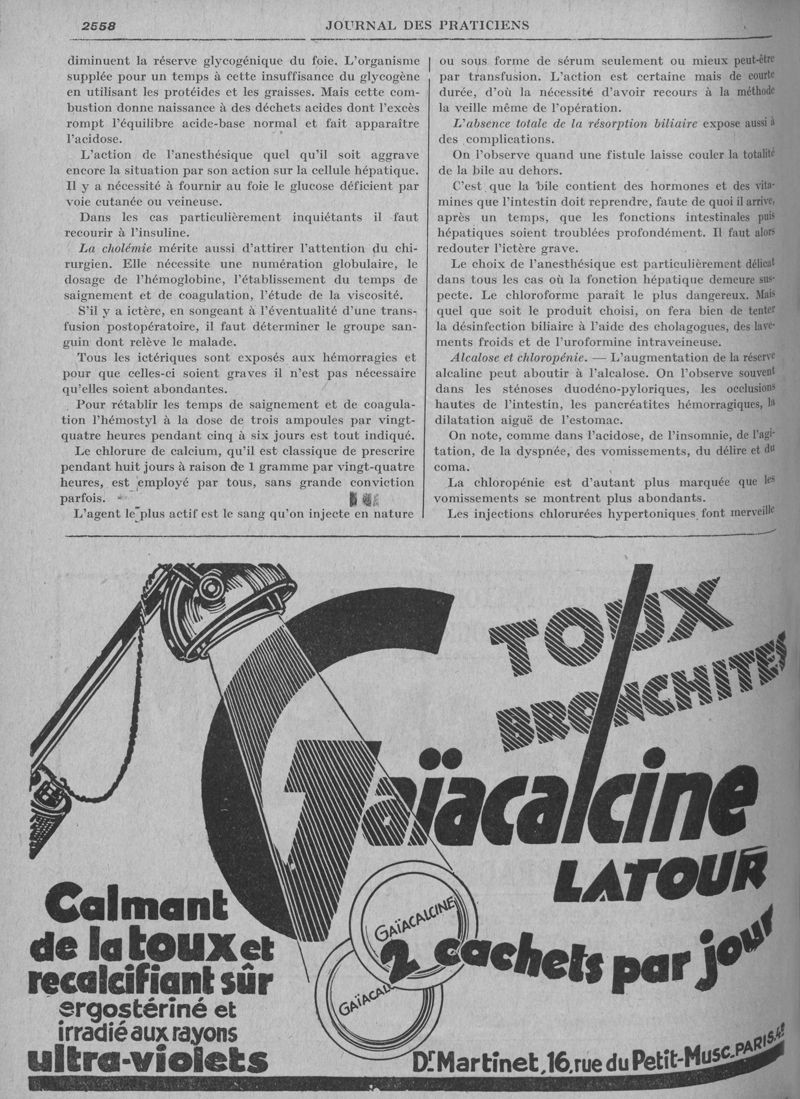 2558
JOURNAL DES PRATICIENS
diminuent la réserve glycogénique du foie. L'organisme
supplée pour un temps à cette insuffisance du glycogène
en utilisant les protéides et les graisses. Mais cette com-
bustion donne naissance à des déchets acides dont l'excès
rompt l'équilibre acide-base normal et fait apparaître
l'acidose.
L'action de l'anesthésique quel qu'il soit aggrave
encore la situation par son action sur la cellule hépatique.
Il y a nécessité à fournir au foie le glucose déficient par
voie cutanée ou veineuse.
Dans les cas particulièrement inquiétants il faut
recourir à l'insuline.
La cholémie mérite aussi d'attirer l'attention du chi-
rurgien. Elle nécessite une numération globulaire, le
dosage de l'hémoglobine, l'établissement du temps de
saignement et de coagulation, l'étude de la viscosité.
S'il y a ictère, en songeant à l'éventualité d'une trans-
fusion postopératoire, il faut déterminer le groupe san-
guin dont relève le malade.
Tous les ictériques sont exposés aux hémorragies et
pour que celles-ci soient graves il n'est pas nécessaire
qu'elles soient abondantes.
Pour rétablir les temps de saignement et de coagula-
tion l'hémostyl à la dose de trois ampoules par vingt-
quatre heures pendant cinq à six jours est tout indiqué.
Le chlorure de calcium, qu'il est classique de prescrire
pendant huit jours à raison de 1 gramme par vingt-quatre
heures, est employé par tous, sans grande conviction
parfois.
L'agent le plus actif est le sang qu'on injecte en nature
ou sous forme de sérum seulement ou mieux peut-être
par transfusion. L'action est certaine mais de courte
durée, d'où la nécessité d'avoir recours à la méthode
la veille même de l'opération.
L'absence totale de la résorption biliaire expose aussi à
des complications.
On l'observe quand une fistule laisse couler la totalité
de la bile au dehors.
C'est que la bile contient des hormones et des vita-
mines que l'intestin doit reprendre, faute de quoi il arrive,
après un temps, que les fonctions intestinales puis
hépatiques soient troublées profondément. Il faut alors
redouter l'ictère grave.
Le choix de l'anesthésique est particulièrement délicat
dans tous les cas où la fonction hépatique demeure sus-
pecte. Le chloroforme paraît le plus dangereux. Mais
quel que soit le produit choisi, on fera bien de tenter
la désinfection biliaire à l'aide des cholagogues, des lave-
ments froids et de l'uroformine intraveineuse.
Alcalose et chloropénie. — L'augmentation de la réserve
alcaline peut aboutir à l'alcalose. On l'observe souvent
dans les sténoses duodéno-pyloriques, les occlusions
hautes de l'intestin, les pancréatites hémorragiques, la
dilatation aiguë de l'estomac.
On note, comme dans l'acidose, de l'insomnie, de l'agi-
tation, de la dyspnée, des vomissements, du délire et du
coma.
La chloropénie est d'autant plus marquée que les
vomissements se montrent plus abondants.
Les injections chlorurées hypertoniques font merveille
TOUX
BRONCHITES
Gaïacalcine
LATOUR
GAÏACALCINE
GAÏACAL
2 cachets par jour
Calmant
de la toux et
recalcifiant sûr
ergostériné et
irradié aux rayons
ultra-violets
Dr Martinet, 16, rue du Petit-Musc_PARIS.4e